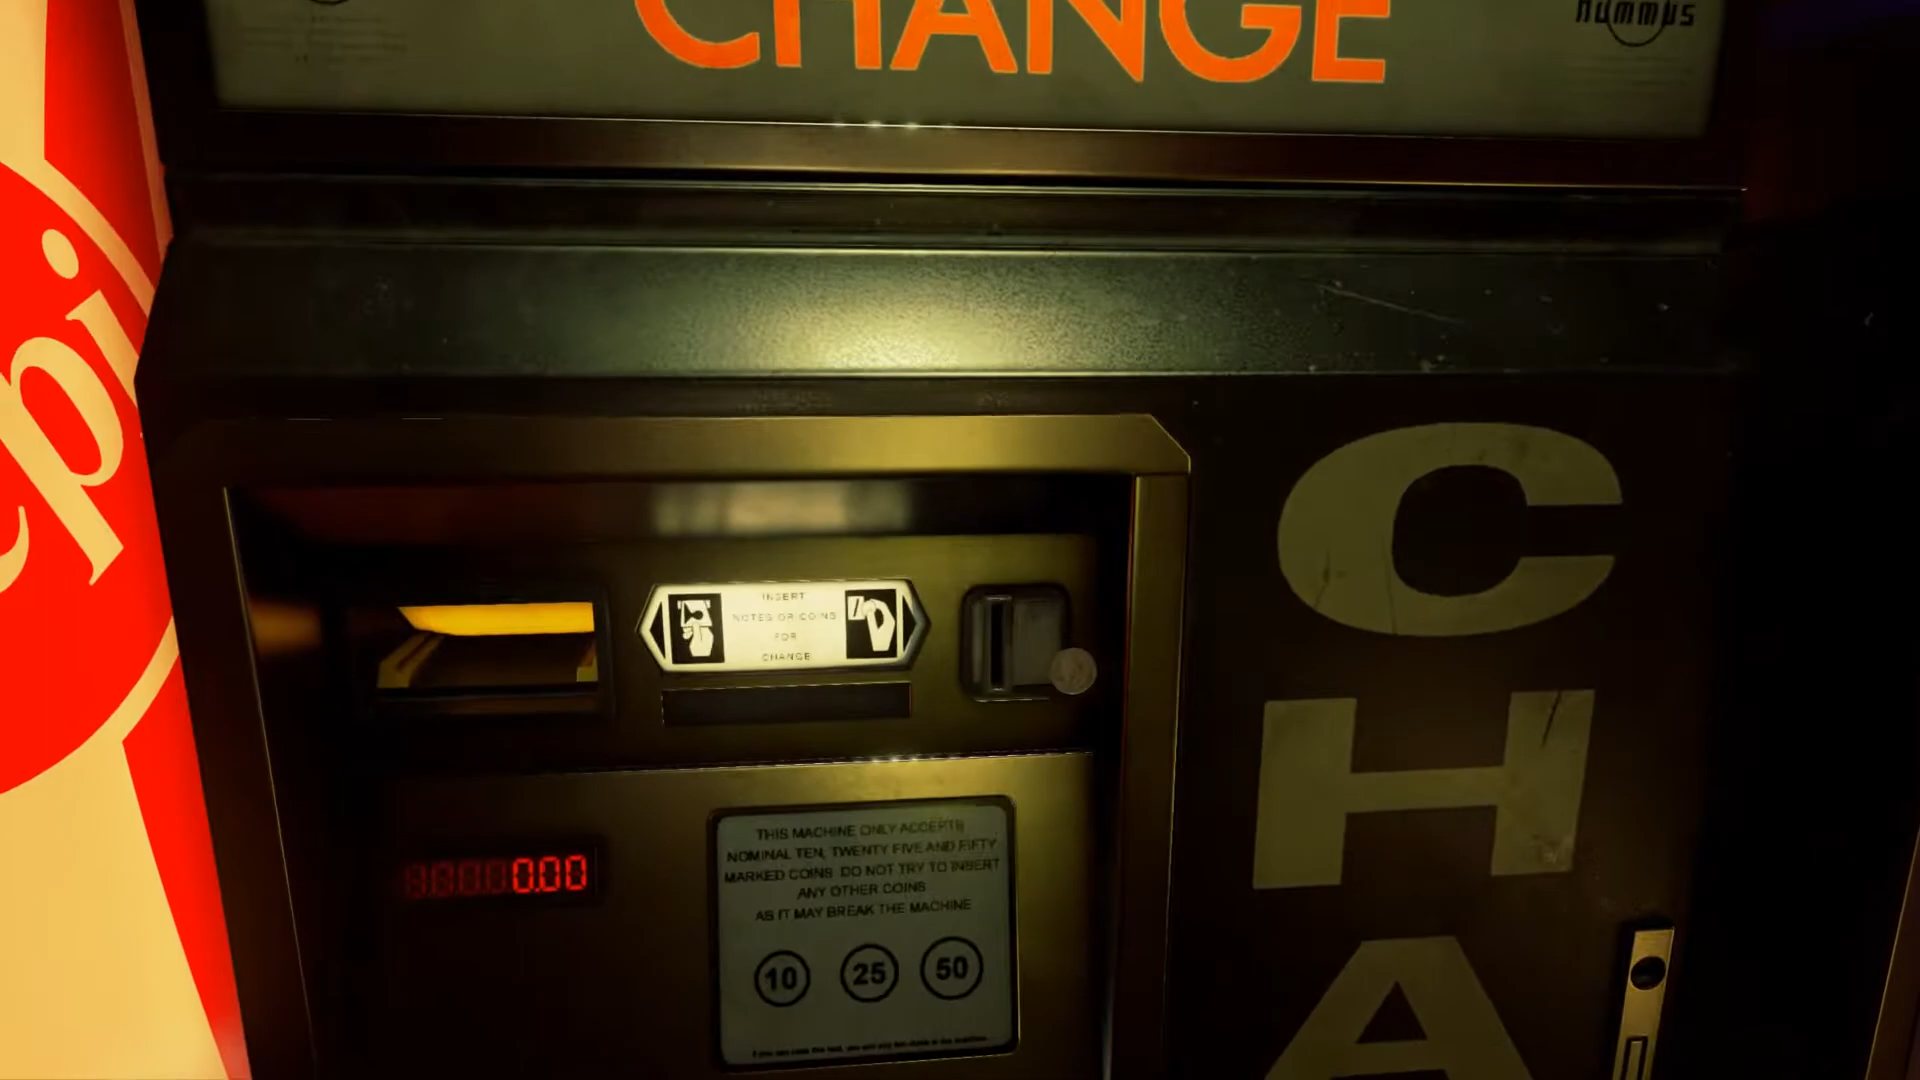 CHANGE
nummus
pi
INSERT
NOTES OR COINS
FOR
CHANGE
0.00
THIS MACHINE ONLY ACCEPTS
NOMINAL TEN, TWENTY FIVE AND FIFTY
MARKED COINS. DO NOT TRY TO INSERT
ANY OTHER COINS
AS IT MAY BREAK THE MACHINE
10 25 50
C
H
A